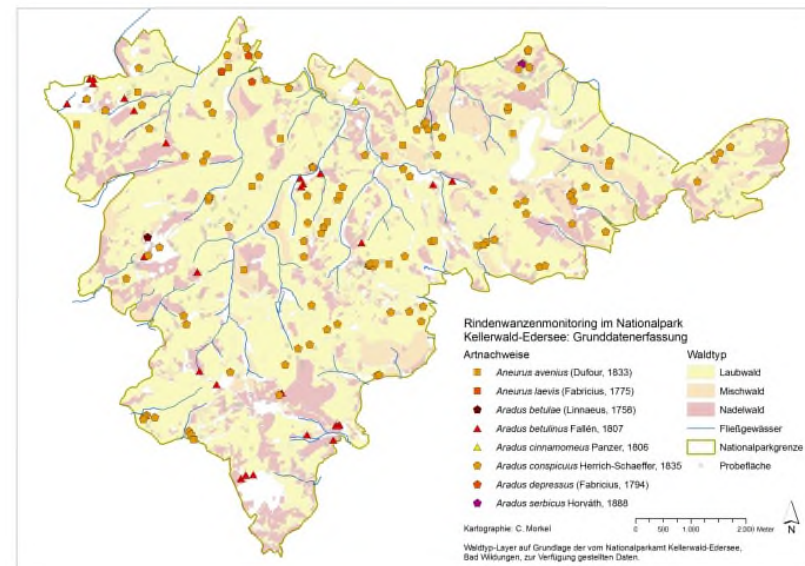 Rindenwanzenmonitoring im Nationalpark
Kellerwald-Edersee: Grunddatenerfassung
Artnachweise
Aneurus avenius (Dufour, 1833)
Aneurus laevis (Fabricius, 1775)
Aradus betulae (Linnaeus, 1758)
Aradus betulinus Fallén, 1807
Aradus cinnamomeus Panzer, 1806
Aradus conspicuus Herrich-Schaeffer, 1835
Aradus depressus (Fabricius, 1794)
Aradus serbicus Horváth, 1888
Waldtyp
Laubwald
Mischwald
Nadelwald
Fließgewässer
Nationalparkgrenze
Probefläche
Kartographie: C. Morkel
0 500 1 000 2 000 Meter
N
Waldtyp-Layer auf Grundlage der vom Nationalparkamt Kellerwald-Edersee,
Bad Wildungen, zur Verfügung gestellten Daten.